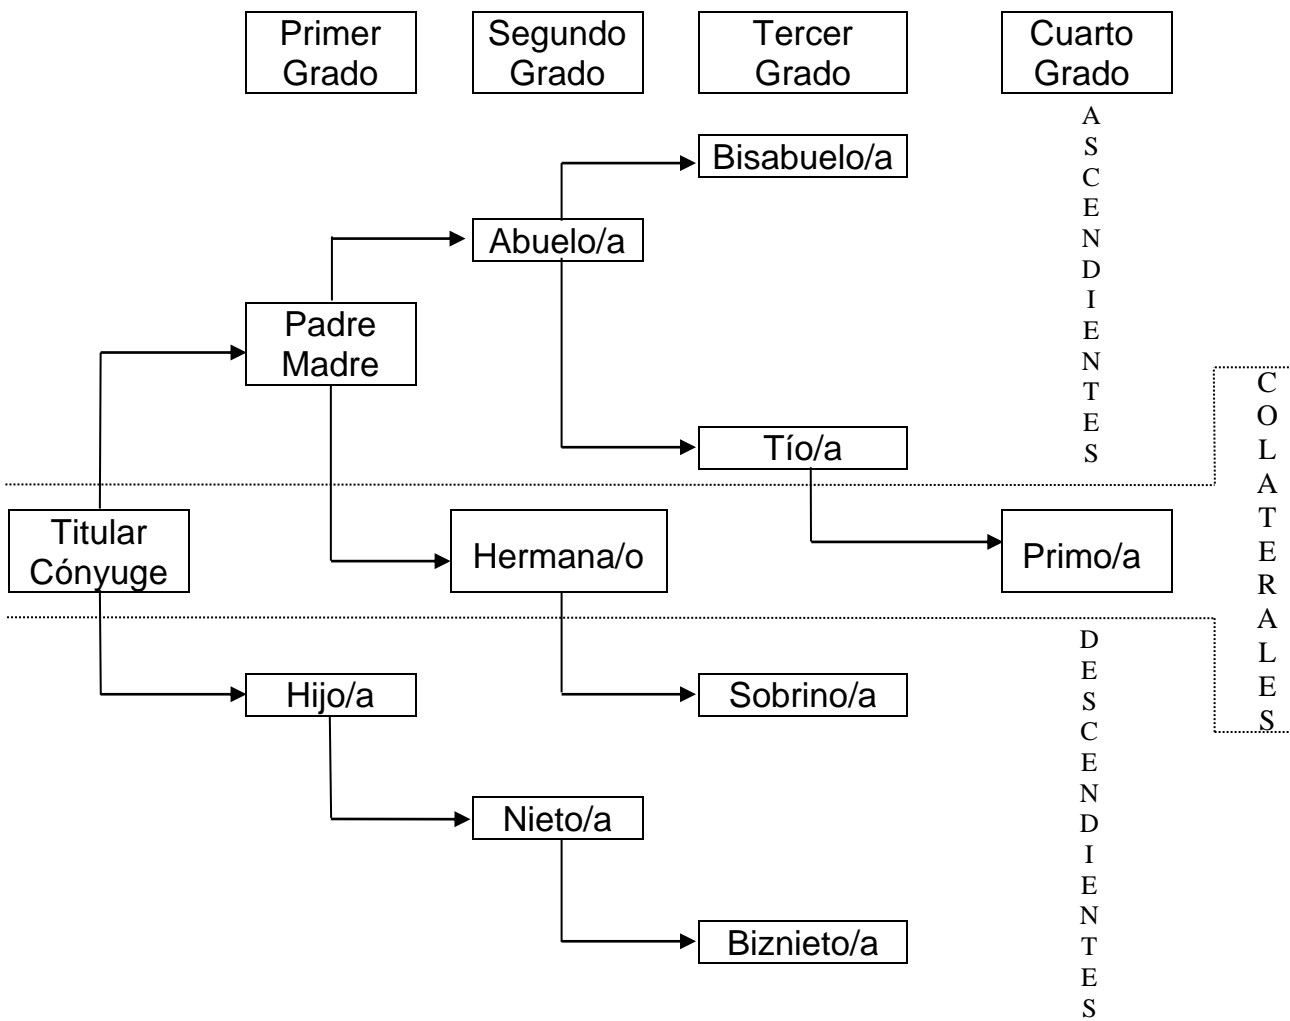 Primer
Grado
Segundo
Grado
Tercer
Grado
Cuarto
Grado
ASCENDIENTES
Bisabuelo/a
Abuelo/a
Padre
Madre
COLATERALES
Tío/a
Titular
Cónyuge
Hermana/o
Primo/a
DESCENDIENTES
Hijo/a
Sobrino/a
Nieto/a
Biznieto/a